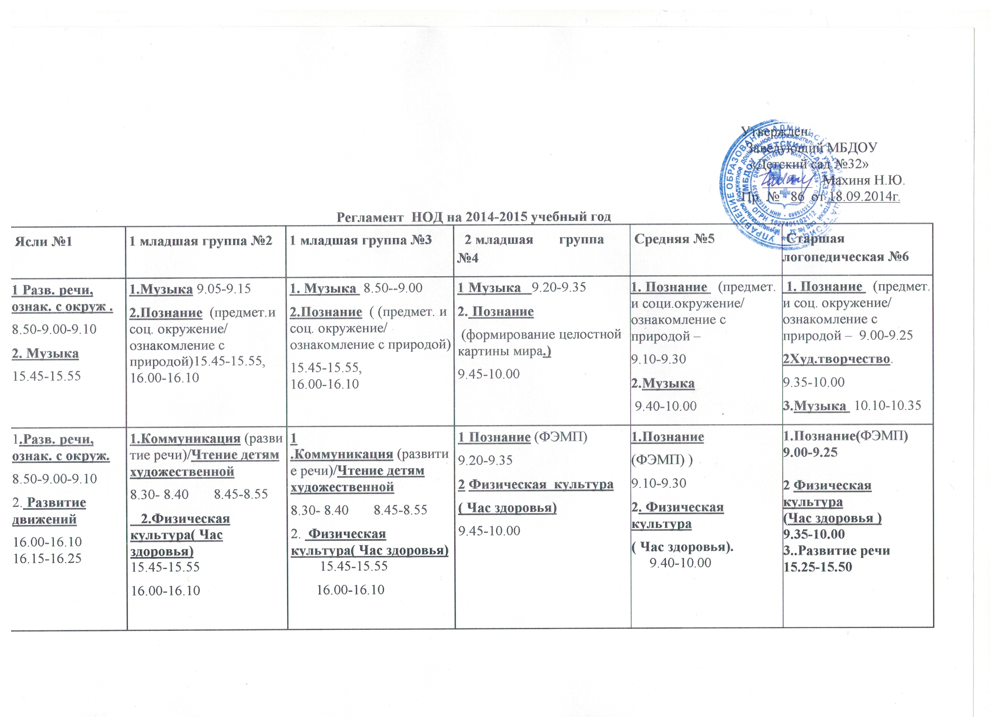 Утвержден:
Заведующий МБДОУ
«Детский сад №32»
Махиня Н.Ю.
Пр № 86 от 18.09.2014г.
УПРАВЛЕНИЕ ОБРАЗОВАНИЯ АДМИНИСТРАЦИИ
МБДОУ "ДЕТСКИЙ САД №32"
ОГРН 1027401102112
Регламент НОД на 2014-2015 учебный год
Ясли №1
1 младшая группа №2
1 младшая группа №3
2 младшая группа
№4
Средняя №5
Старшая
логопедическая №6
1 Разв. речи,
ознак. с окруж .
8.50-9.00-9.10
2. Музыка
15.45-15.55
1.Музыка 9.05-9.15
2.Познание (предмет.и
соц. окружение/
ознакомление с
природой)15.45-15.55,
16.00-16.10
1. Музыка 8.50--9.00
2.Познание ( (предмет. и
соц. окружение/
ознакомление с природой)
15.45-15.55,
16.00-16.10
1 Музыка 9.20-9.35
2. Познание
(формирование целостной
картины мира.)
9.45-10.00
1. Познание (предмет.
и соци.окружение/
ознакомление с
природой –
9.10-9.30
2.Музыка
9.40-10.00
1. Познание (предмет.
и соц. окружение/
ознакомление с
природой – 9.00-9.25
2Худ.творчество.
9.35-10.00
3.Музыка 10.10-10.35
1.Разв. речи,
ознак. с окруж.
8.50-9.00-9.10
2. Развитие
движений
16.00-16.10
16.15-16.25
1.Коммуникация (разви
тие речи)/Чтение детям
художественной
8.30- 8.40 8.45-8.55
2.Физическая
культура( Час
здоровья)
15.45-15.55
16.00-16.10
1
.Коммуникация (развити
е речи)/Чтение детям
художественной
8.30- 8.40 8.45-8.55
2. Физическая
культура( Час здоровья)
15.45-15.55
16.00-16.10
1 Познание (ФЭМП)
9.20-9.35
2 Физическая культура
( Час здоровья)
9.45-10.00
1.Познание
(ФЭМП) )
9.10-9.30
2. Физическая
культура
( Час здоровья).
9.40-10.00
1.Познание(ФЭМП)
9.00-9.25
2 Физическая
культура
(Час здоровья )
9.35-10.00
3..Развитие речи
15.25-15.50